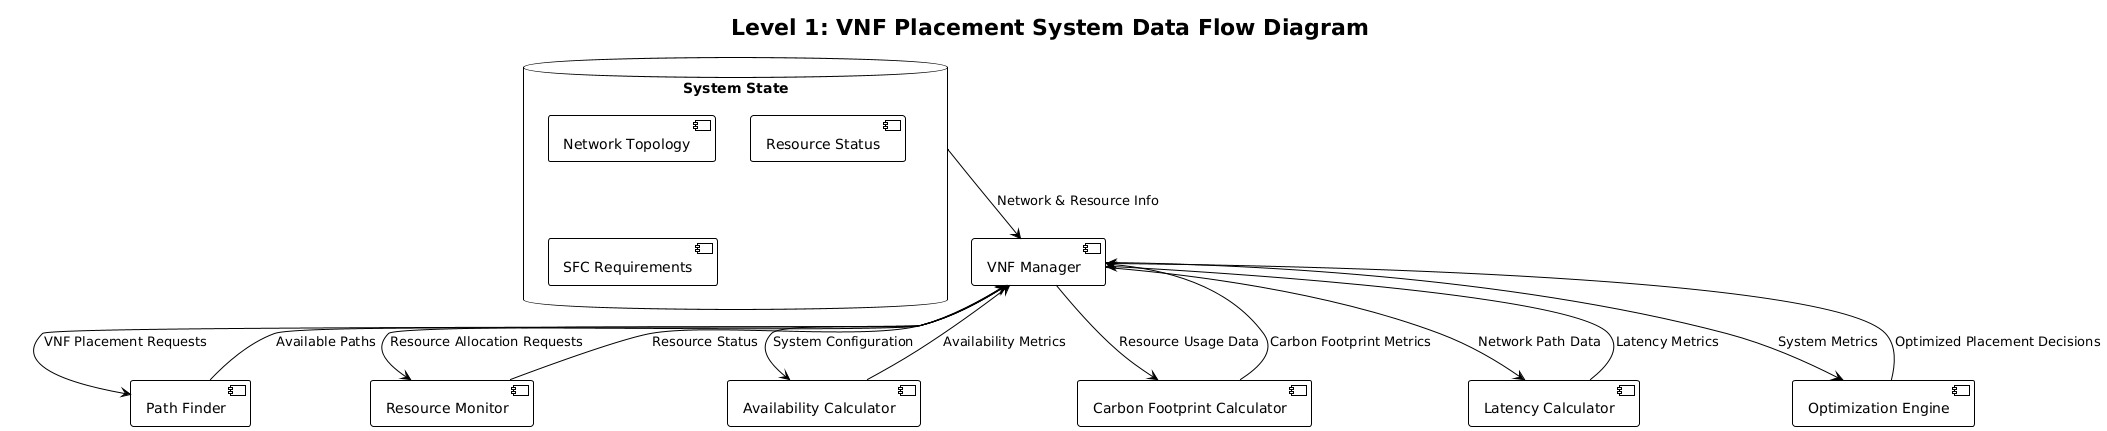 Level 1: VNF Placement System Data Flow Diagram
System State
Network Topology
Resource Status
Network & Resource Info
SFC Requirements
VNF Manager
VNF Placement Requests
Available Paths
Resource Allocation Requests
Resource Status
System Configuration
Availability Metrics
Resource Usage Data
Carbon Footprint Metrics
Network Path Data
Latency Metrics
System Metrics
Optimized Placement Decisions
Path Finder
Resource Monitor
Availability Calculator
Carbon Footprint Calculator
Latency Calculator
Optimization Engine